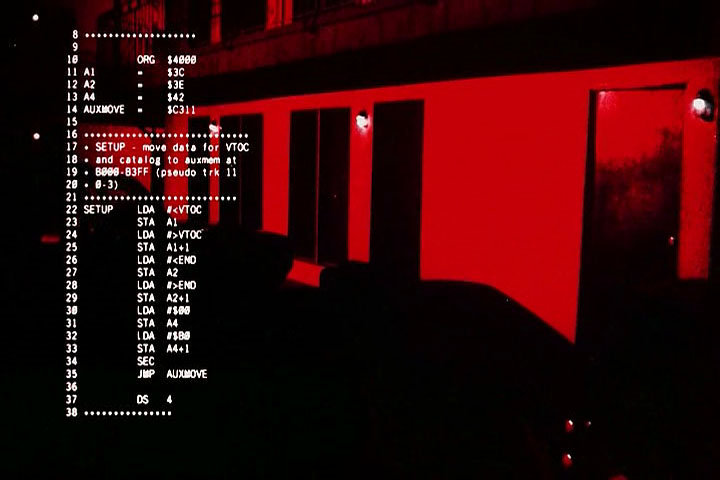 8 ********************
9
10 ORG $4000
11 A1 = $3C
12 A2 = $3E
13 A4 = $42
14 AUXMOVE = $C311
15
16 *****************************
17 * SETUP - move data for VTOC
18 * and catalog to auxmem at
19 * B000-B3FF (pseudo trk 11
20 * 0-3)
21 ***************************
22 SETUP LDA #<VTOC
23 STA A1
24 LDA #>VTOC
25 STA A1+1
26 LDA #<END
27 STA A2
28 LDA #>END
29 STA A2+1
30 LDA #$00
31 STA A4
32 LDA #$B0
33 STA A4+1
34 SEC
35 JMP AUXMOVE
36
37 DS 4
38 ****************